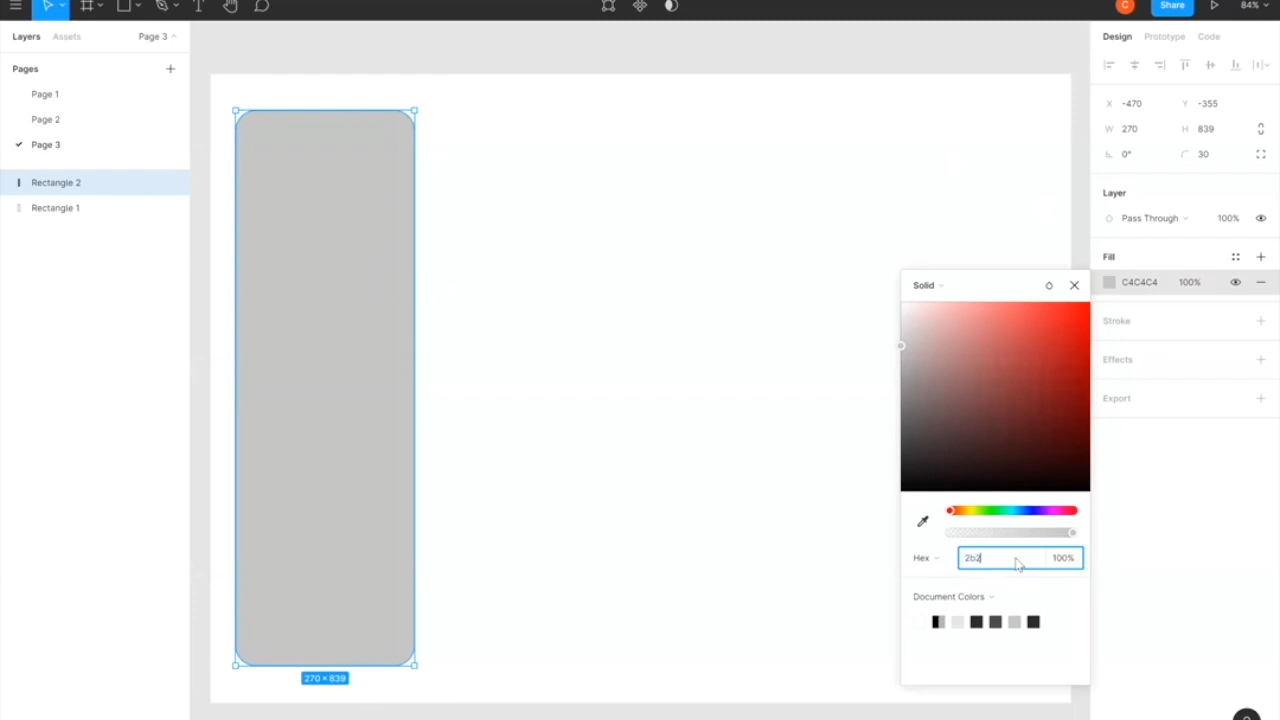 C Share 84%
Layers Assets Page 3
Design Prototype Code
Pages
Page 1
Page 2
Page 3
Rectangle 2
Rectangle 1
270 × 839
X -470 Y -355
W 270 H 839
0° 30
Layer
Pass Through 100%
Fill
C4C4C4 100%
Stroke
Effects
Export
Solid
Hex 2b2 100%
Document Colors